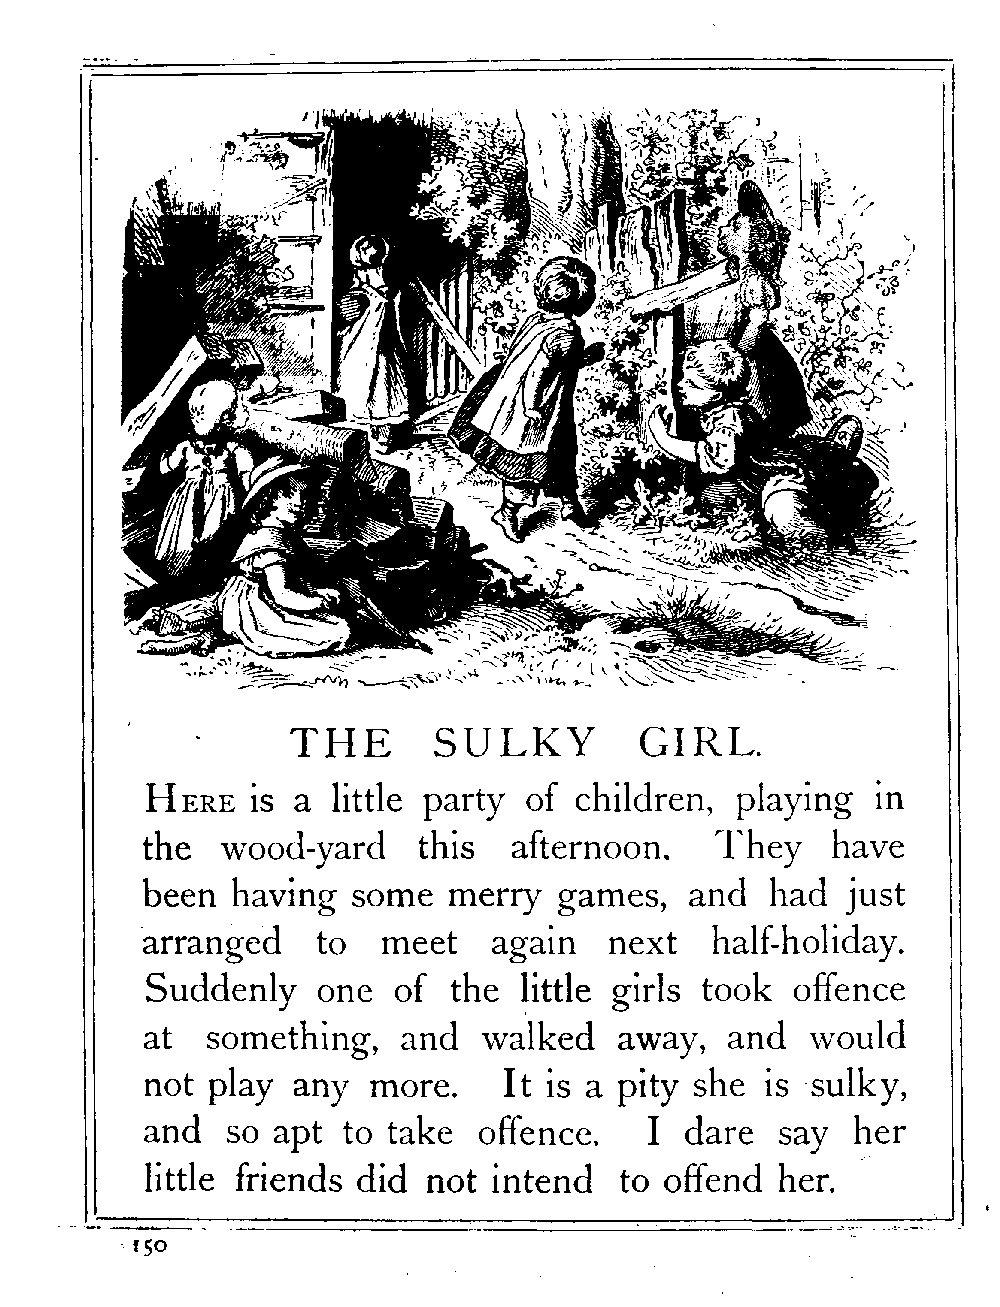 THE SULKY GIRL.
HERE is a little party of children, playing in
the wood-yard this afternoon. They have
been having some merry games, and had just
arranged to meet again next half-holiday.
Suddenly one of the little girls took offence
at something, and walked away, and would
not play any more. It is a pity she is sulky,
and so apt to take offence. I dare say her
little friends did not intend to offend her.
150